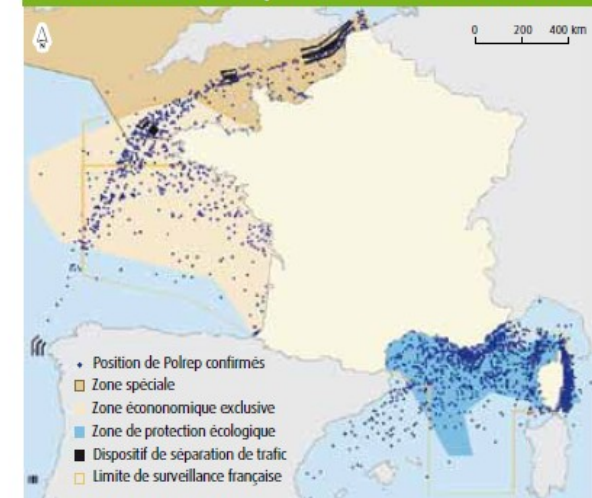 0 200 400 km
N
Position de Polrep confirmés
Zone spéciale
Zone écononomique exclusive
Zone de protection écologique
Dispositif de séparation de trafic
Limite de surveillance française